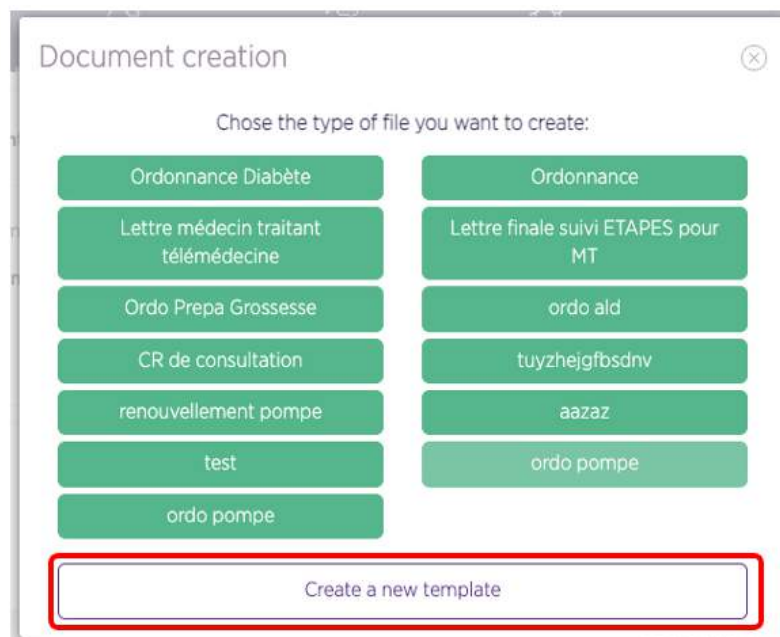 Document creation
Chose the type of file you want to create:
Ordonnance Diabète
Ordonnance
Lettre médecin traitant
télémédecine
Lettre finale suivi ETAPES pour
MT
Ordo Prepa Grossesse
ordo ald
CR de consultation
tuyzhejgfbsdnv
renouvellement pompe
aazaz
test
ordo pompe
ordo pompe
Create a new template